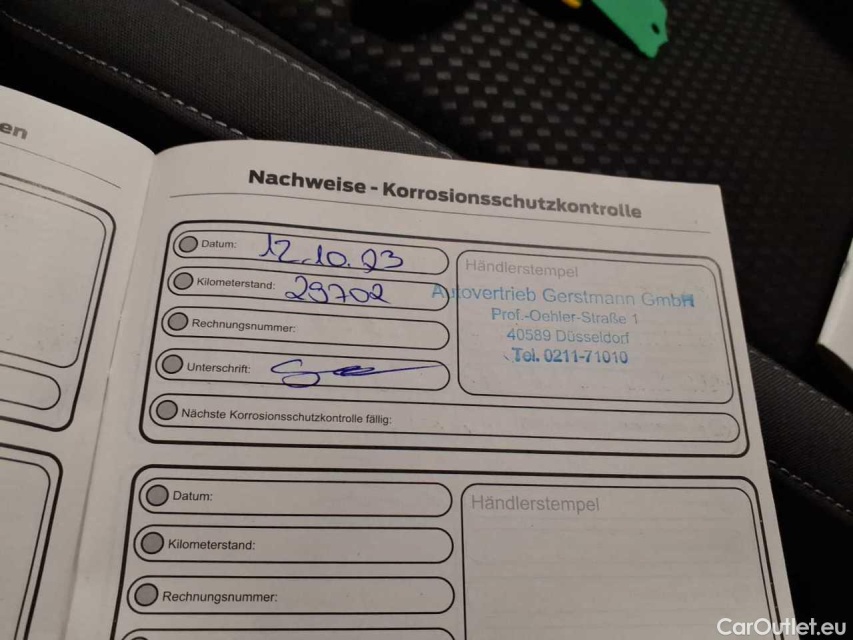 en
Nachweise - Korrosionsschutzkontrolle
Datum: 12.10.23
Kilometerstand: 29702
Rechnungsnummer:
Unterschrift:
Nächste Korrosionsschutzkontrolle fällig:
Händlerstempel
Autovertrieb Gerstmann GmbH
Prof.-Oehler-Straße 1
40589 Düsseldorf
Tel. 0211-71010
Datum:
Kilometerstand:
Rechnungsnummer:
Händlerstempel
CarOutlet.eu